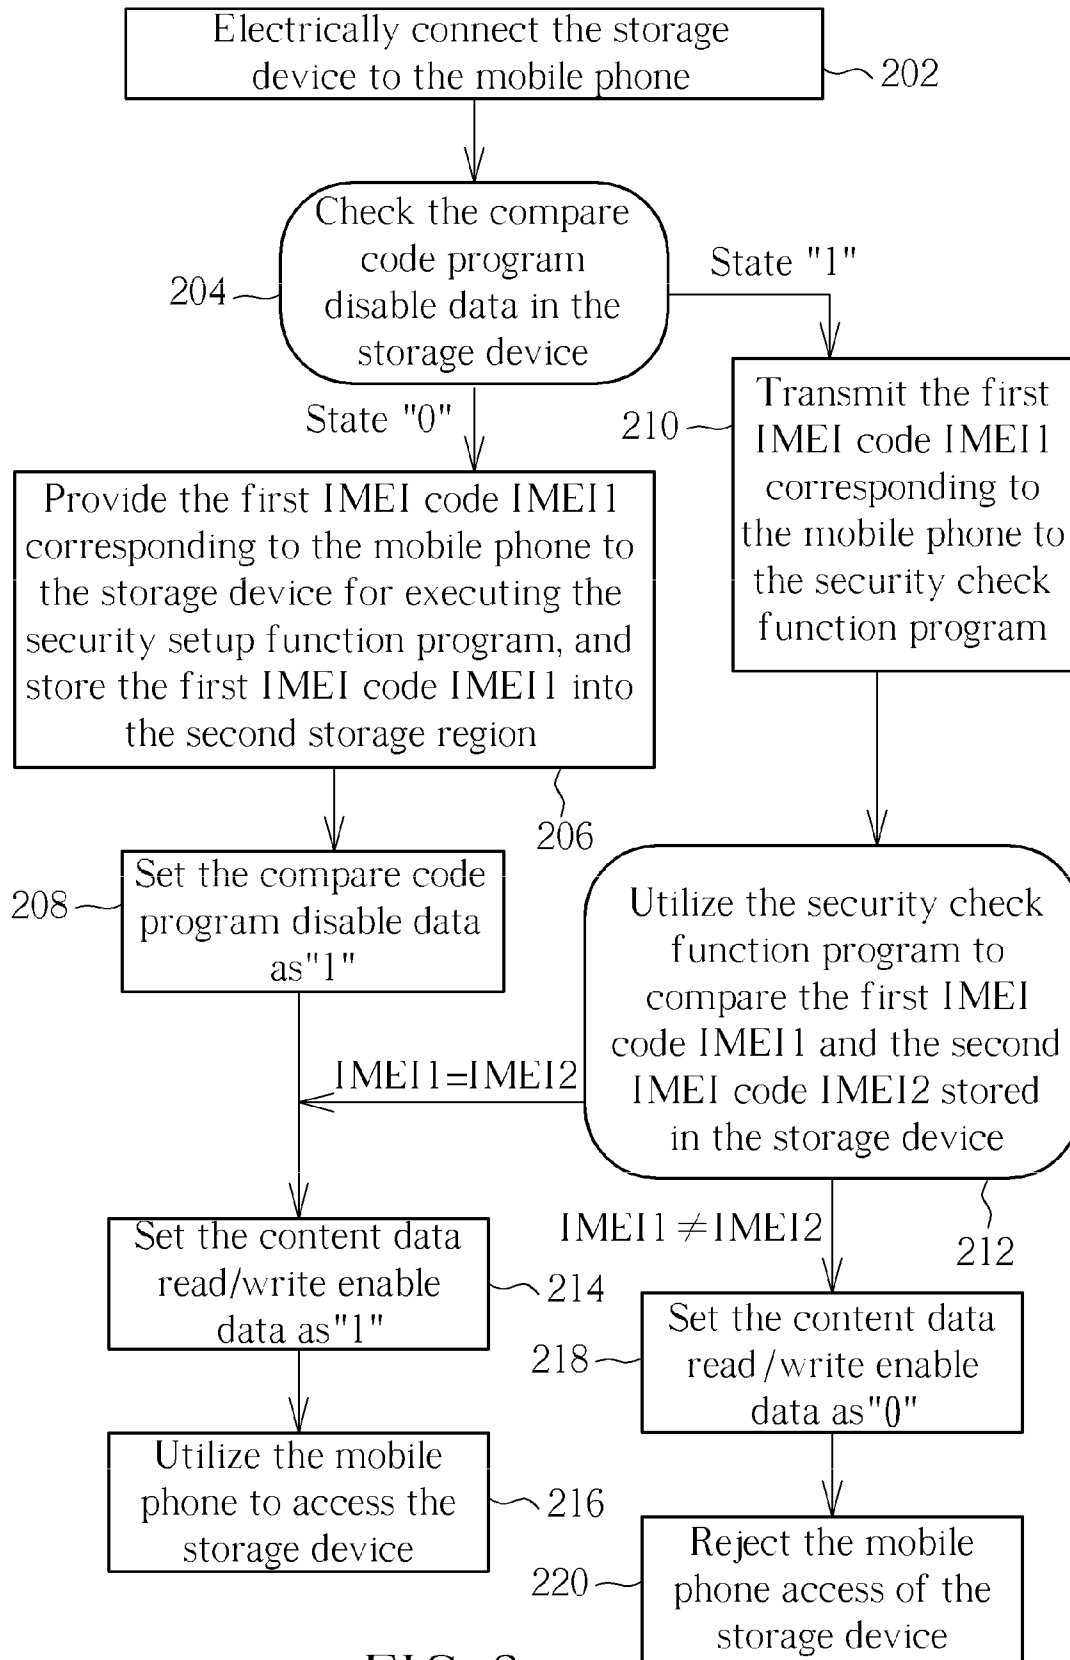 Electrically connect the storage
device to the mobile phone
202
Check the compare
code program
disable data in the
storage device
204
State "1"
State "0"
210
Transmit the first
IMEI code IMEI1
corresponding to
the mobile phone to
the security check
function program
Provide the first IMEI code IMEI1
corresponding to the mobile phone to
the storage device for executing the
security setup function program, and
store the first IMEI code IMEI1 into
the second storage region
206
208
Set the compare code
program disable data
as"1"
Utilize the security check
function program to
compare the first IMEI
code IMEI1 and the second
IMEI code IMEI2 stored
in the storage device
212
IMEI1=IMEI2
IMEI1≠IMEI2
Set the content data
read/write enable
data as"1"
214
218
Set the content data
read/write enable
data as"0"
Utilize the mobile
phone to access the
storage device
216
220
Reject the mobile
phone access of the
storage device